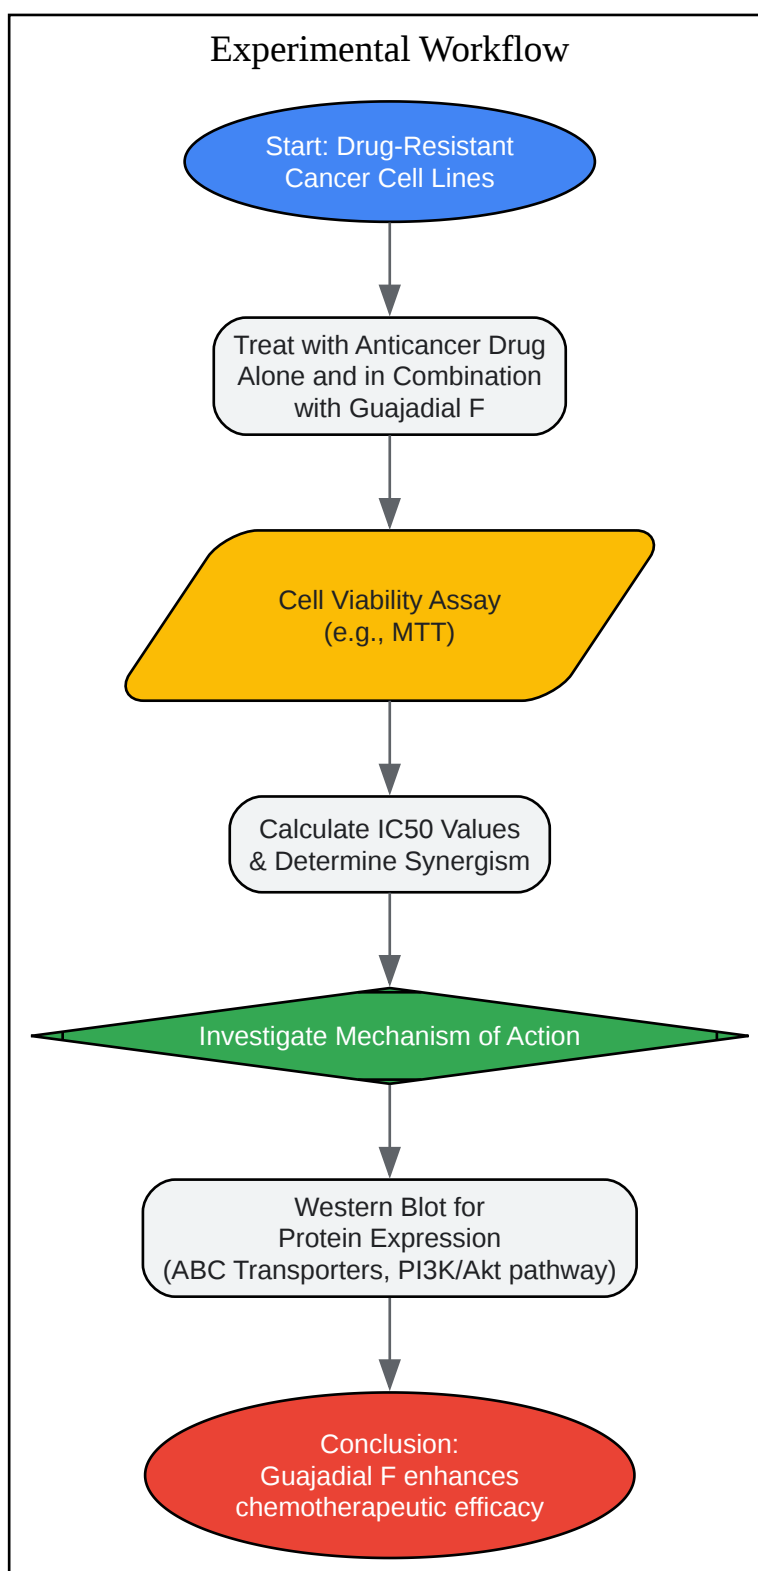 Experimental Workflow
Start: Drug-Resistant
Cancer Cell Lines
Treat with Anticancer Drug
Alone and in Combination
with Guajadial F
Cell Viability Assay
(e.g., MTT)
Calculate IC50 Values
& Determine Synergism
Investigate Mechanism of Action
Western Blot for
Protein Expression
(ABC Transporters, PI3K/Akt pathway)
Conclusion:
Guajadial F enhances
chemotherapeutic efficacy